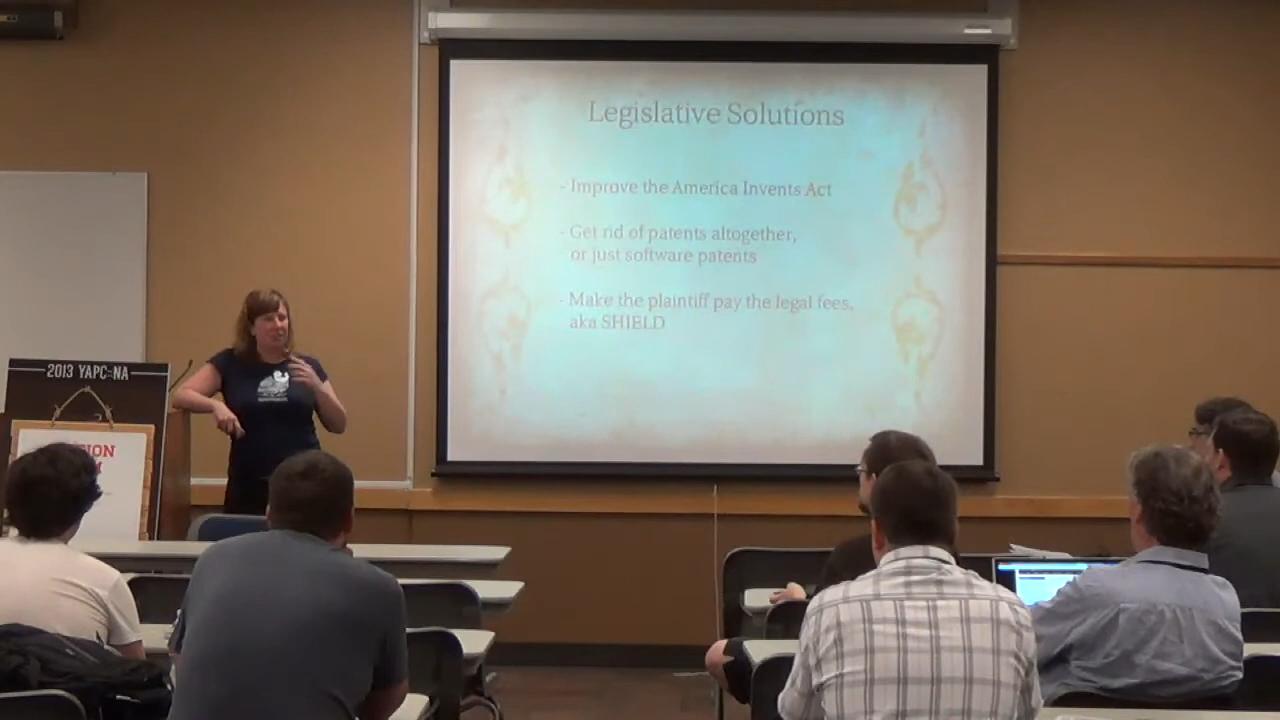 Legislative Solutions
- Improve the America Invents Act
- Get rid of patents altogether,
or just software patents
- Make the plaintiff pay the legal fees,
aka SHIELD
2013 YAPC::NA